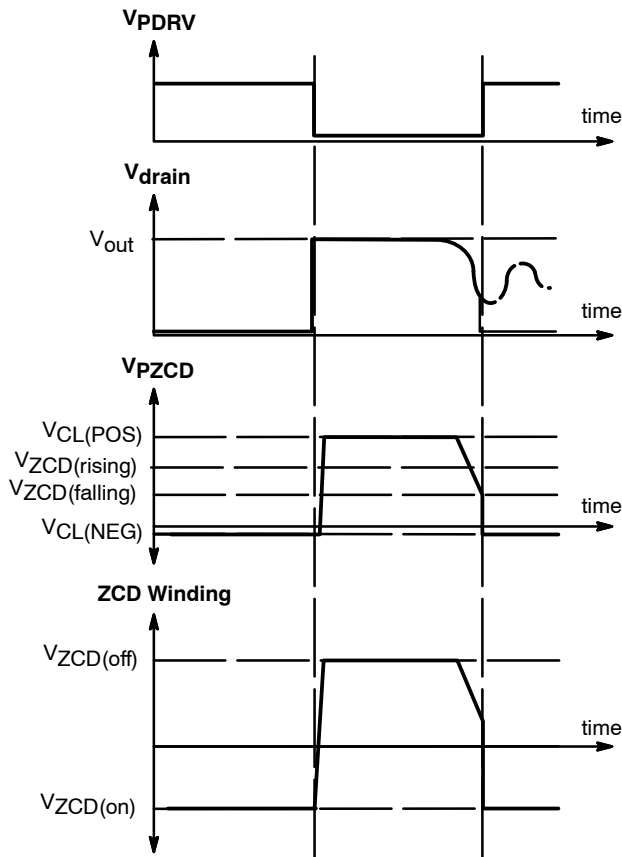 VPDRV
time
Vdrain
Vout
time
VPZCD
VCL(POS)
VZCD(rising)
VZCD(falling)
time
VCL(NEG)
ZCD Winding
VZCD(off)
time
VZCD(on)